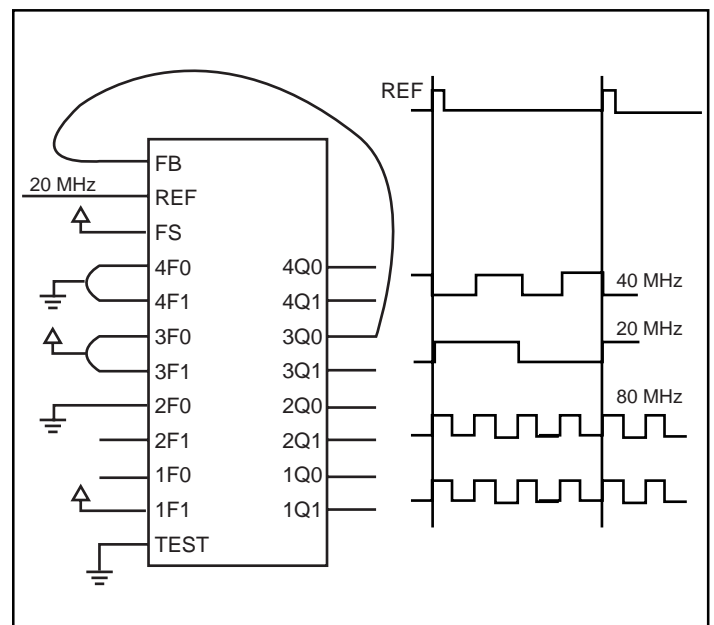 REF
FB
20 MHz
REF
FS
4F0 4Q0
40 MHz
4F1 4Q1
3F0 3Q0
20 MHz
3F1 3Q1
2F0 2Q0
80 MHz
2F1 2Q1
1F0 1Q0
1F1 1Q1
TEST